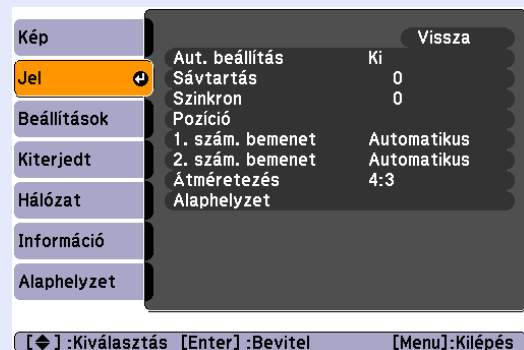 Kép
Jel
Beállítások
Kiterjedt
Hálózat
Információ
Alaphelyzet
Vissza
Aut. beállítás Ki
Sávtartás 0
Szinkron 0
Pozíció
1. szám. bemenet Automatikus
2. szám. bemenet Automatikus
Átméretezés 4:3
Alaphelyzet
[◆] :Kiválasztás [Enter] :Bevitel [Menu]:Kilépés